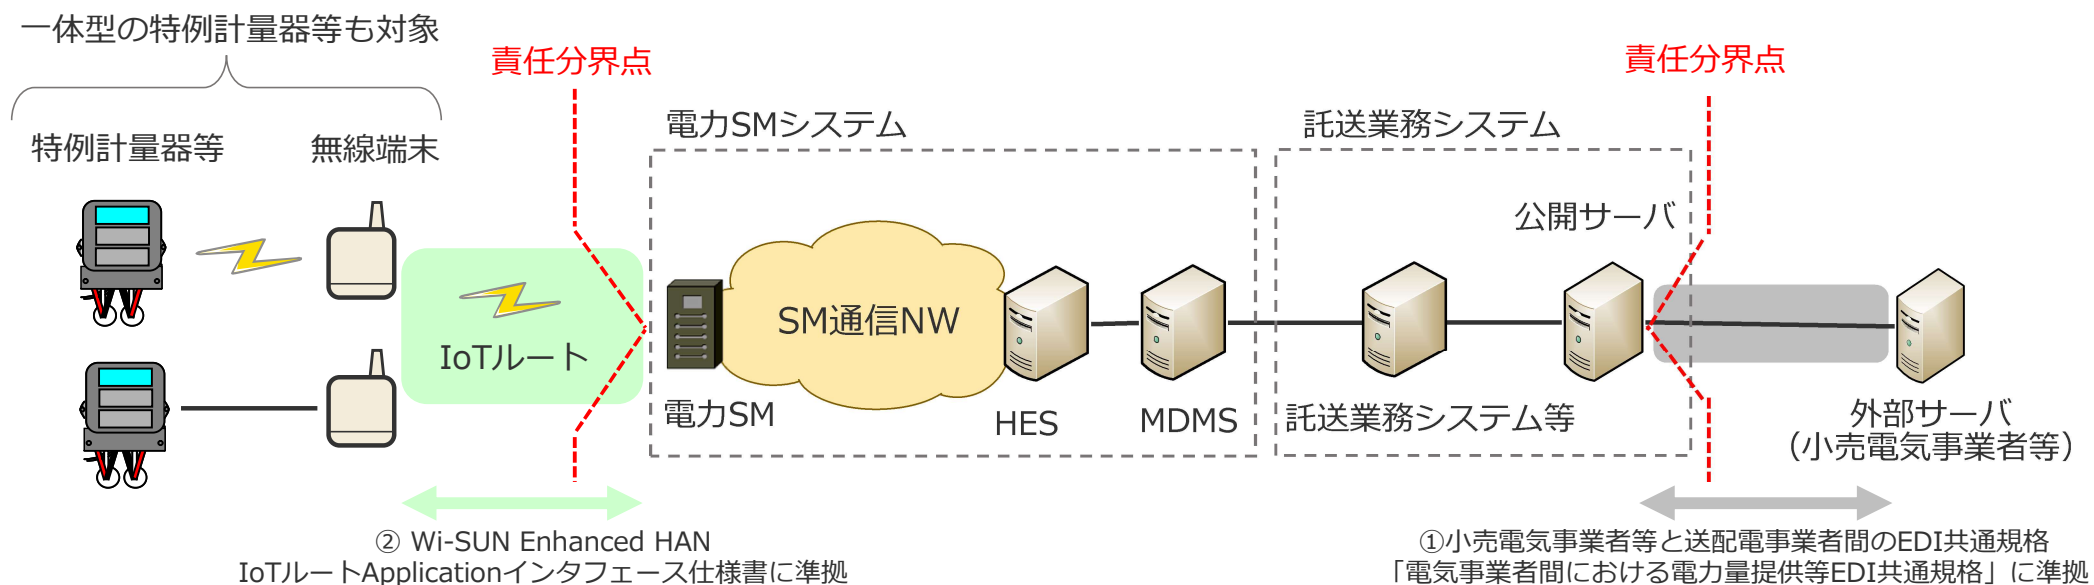 一体型の特例計量器等も対象
特例計量器等
無線端末
責任分界点
IoTルート
電力SMシステム
電力SM
SM通信NW
HES
MDMS
託送業務システム
託送業務システム等
公開サーバ
責任分界点
外部サーバ
(小売電気事業者等)
② Wi-SUN Enhanced HAN
IoTルートApplicationインタフェース仕様書に準拠
①小売電気事業者等と送配電事業者間のEDI共通規格
「電気事業者間における電力量提供等EDI共通規格」に準拠